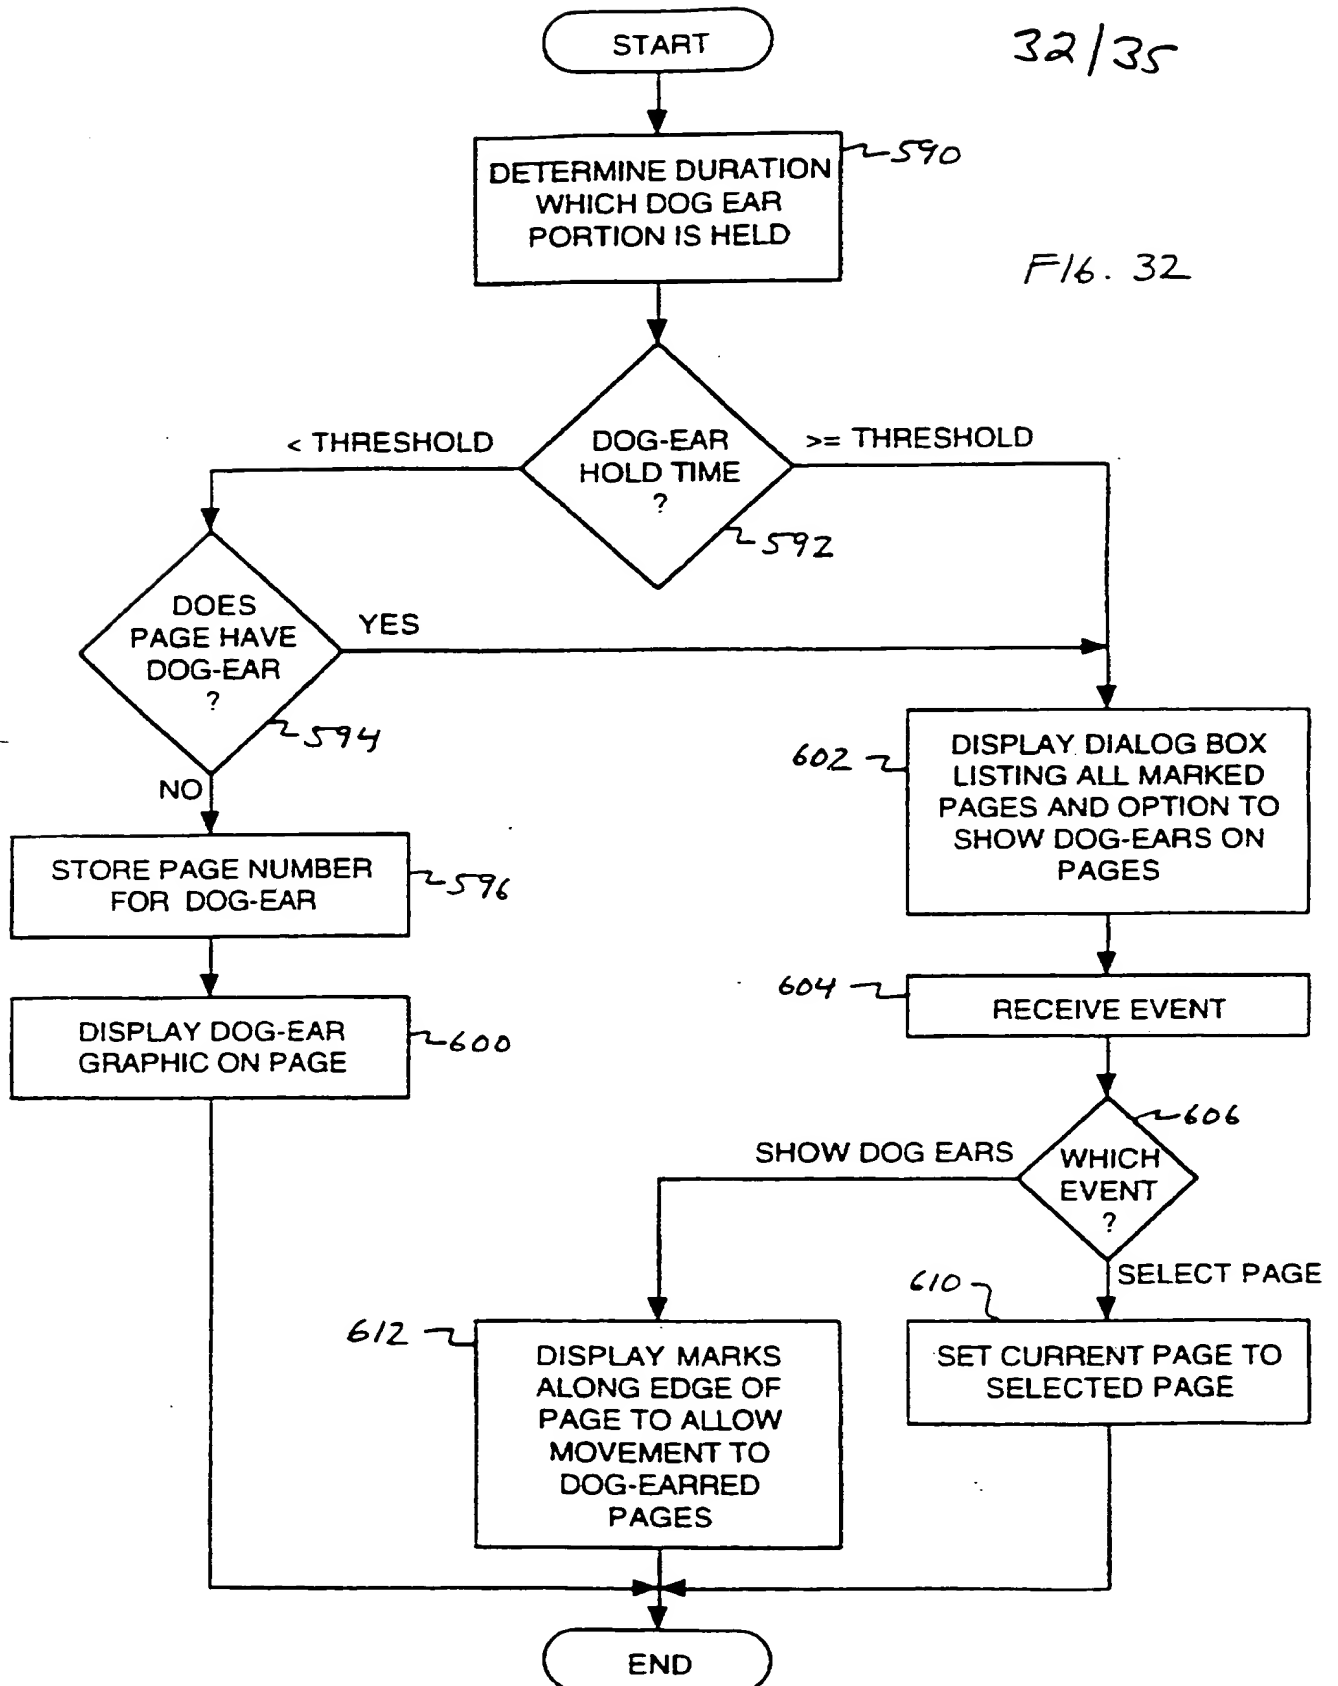 START
32/35
590
DETERMINE DURATION
WHICH DOG EAR
PORTION IS HELD
FIG. 32
< THRESHOLD
DOG-EAR
HOLD TIME
?
>= THRESHOLD
592
DOES
PAGE HAVE
DOG-EAR
?
YES
594
NO
602
DISPLAY DIALOG BOX
LISTING ALL MARKED
PAGES AND OPTION TO
SHOW DOG-EARS ON
PAGES
STORE PAGE NUMBER
FOR DOG-EAR
596
604
RECEIVE EVENT
DISPLAY DOG-EAR
GRAPHIC ON PAGE
600
606
SHOW DOG EARS
WHICH
EVENT
?
SELECT PAGE
610
612
DISPLAY MARKS
ALONG EDGE OF
PAGE TO ALLOW
MOVEMENT TO
DOG-EARRED
PAGES
SET CURRENT PAGE TO
SELECTED PAGE
END